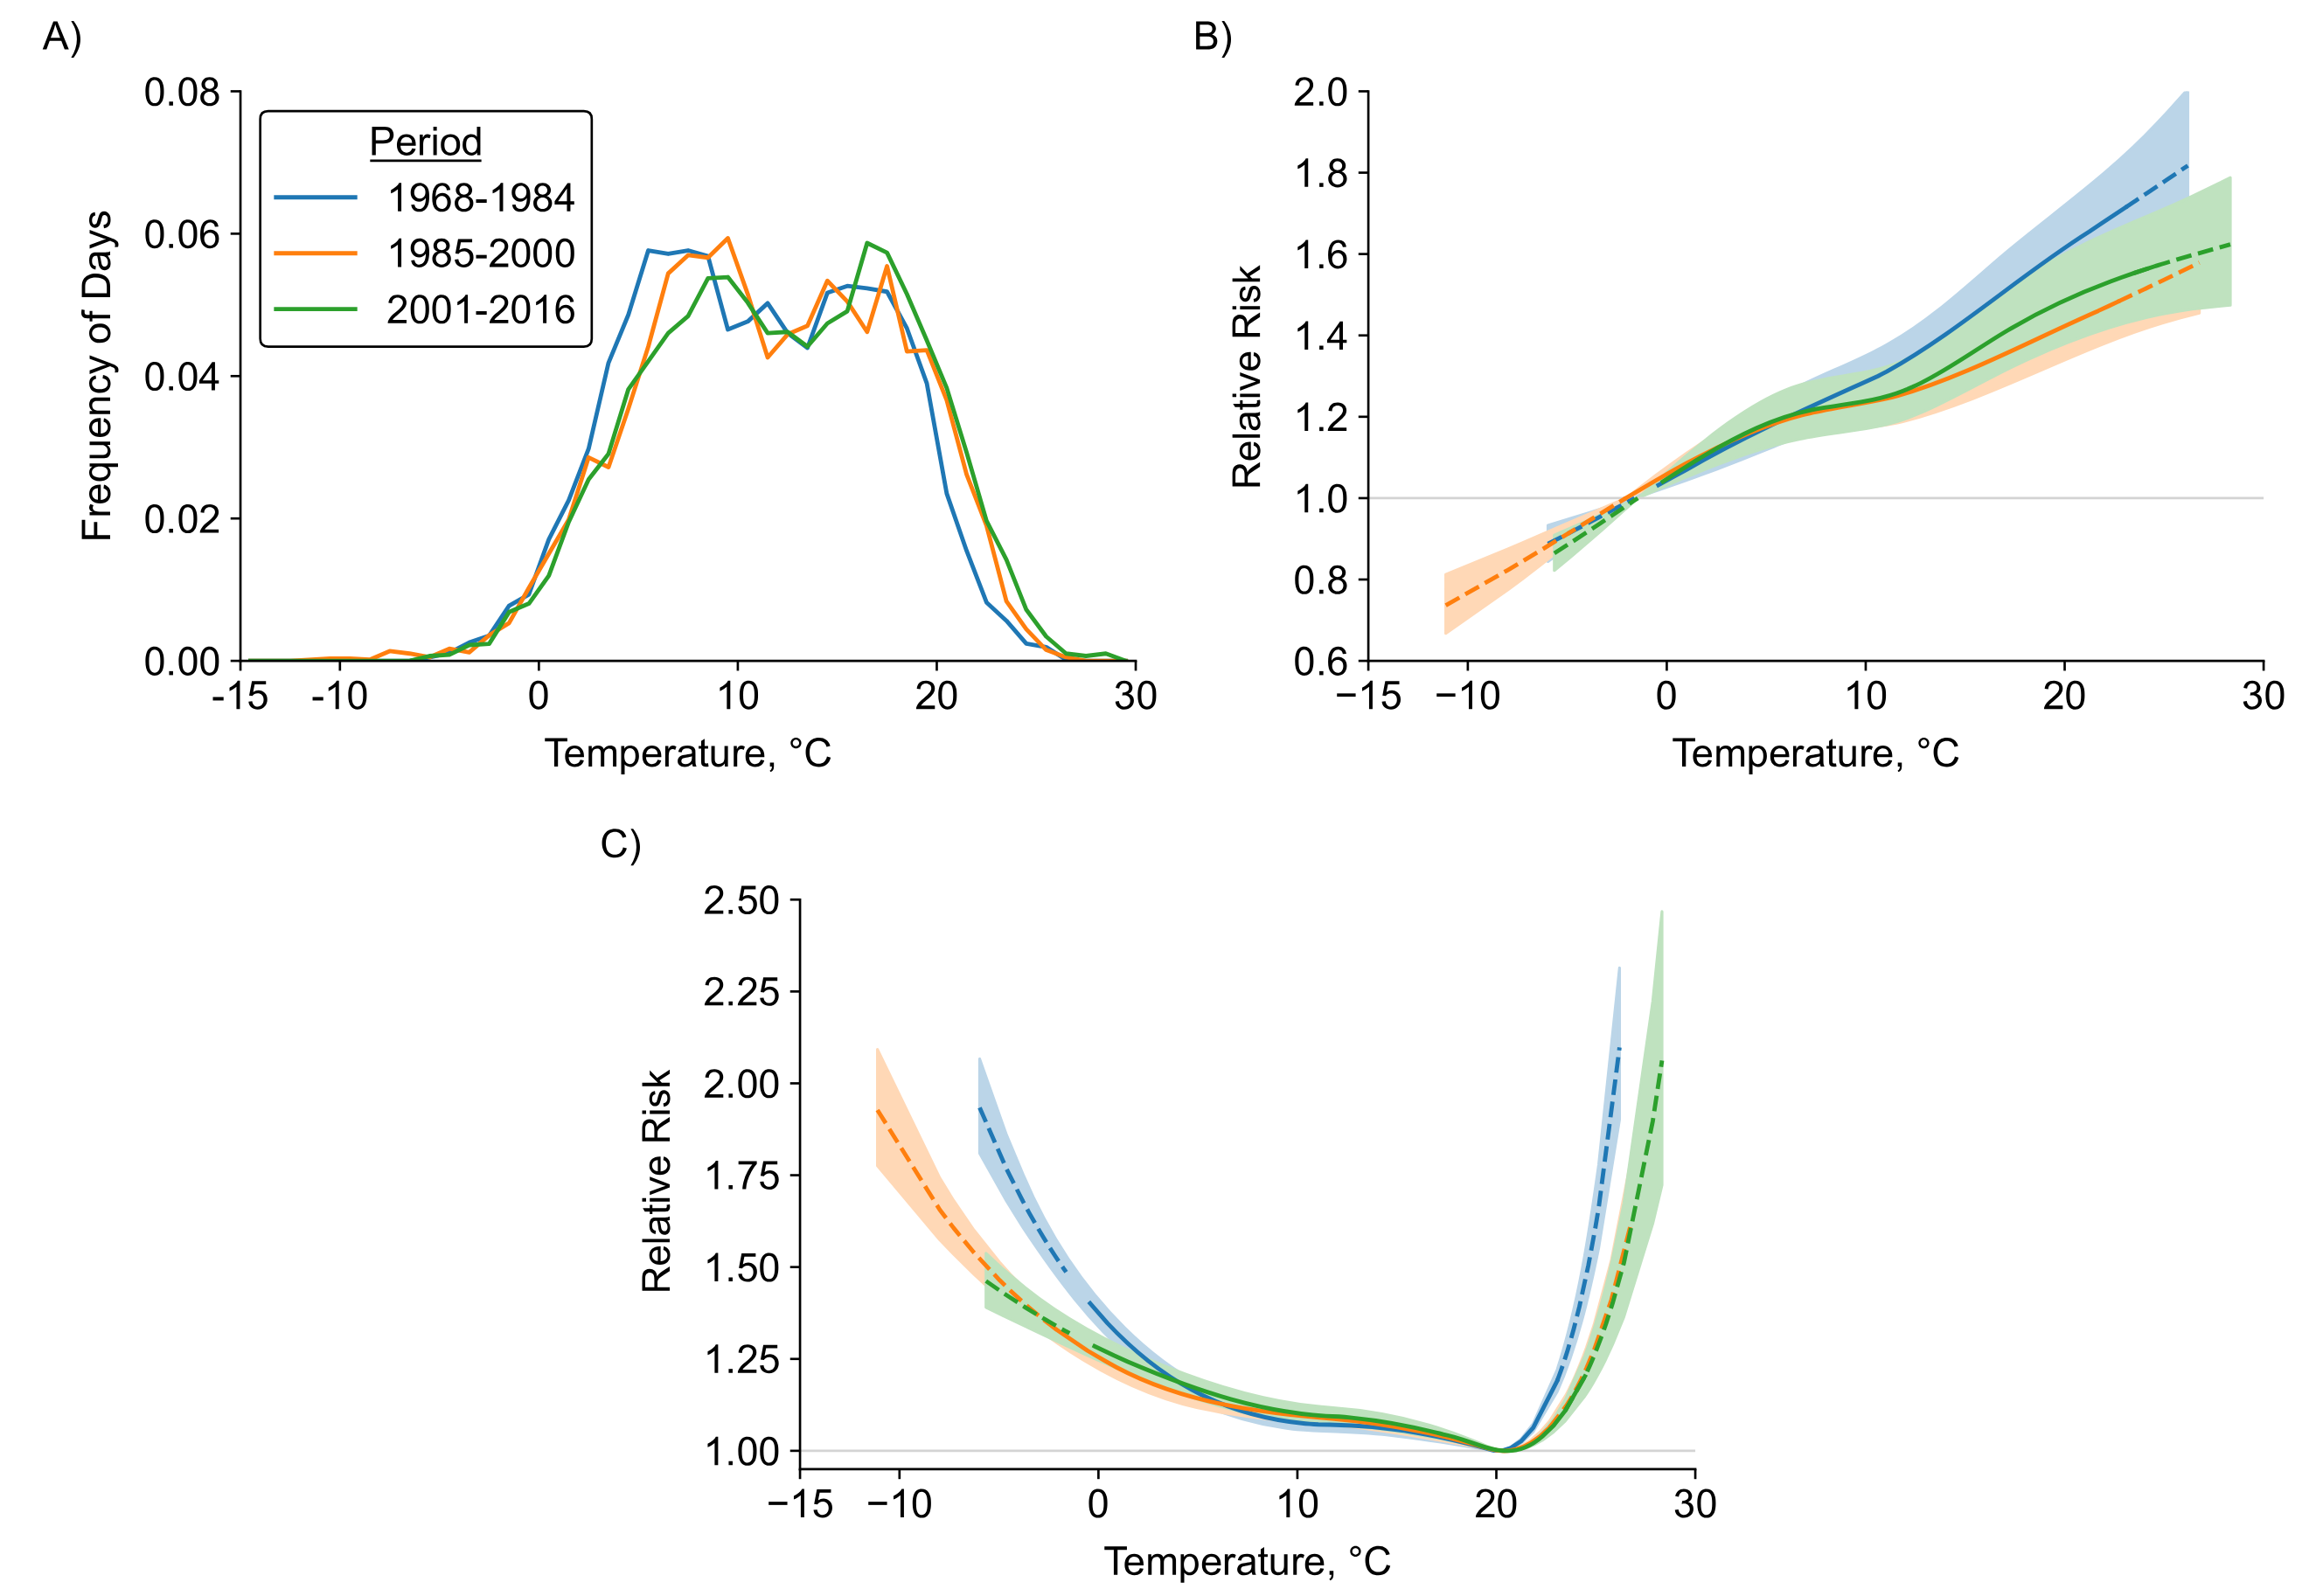 A)
0.08
0.06
0.04
0.02
0.00
Frequency of Days
Period
1968-1984
1985-2000
2001-2016
-15 -10 0 10 20 30
Temperature, °C
B)
2.0
1.8
1.6
1.4
1.2
1.0
0.8
0.6
Relative Risk
−15 −10 0 10 20 30
Temperature, °C
C)
2.50
2.25
2.00
1.75
1.50
1.25
1.00
Relative Risk
−15 −10 0 10 20 30
Temperature, °C